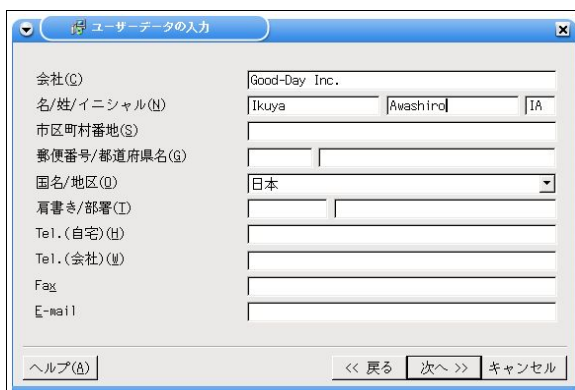 ユーザーデータの入力
会社(C) Good-Day Inc.
名/姓/イニシャル(N) Ikuya Awashiro IA
市区町村番地(S)
郵便番号/都道府県名(G)
国名/地区(O) 日本
肩書き/部署(T)
Tel.(自宅)(H)
Tel.(会社)(W)
Fax
E-mail
ヘルプ(A) << 戻る 次へ >> キャンセル